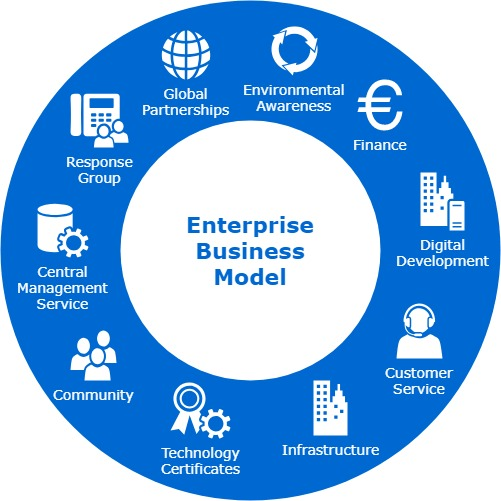 Enterprise
Business
Model
Global
Partnerships
Environmental
Awareness
€
Finance
Digital
Development
Customer
Service
Infrastructure
Technology
Certificates
Community
Central
Management
Service
Response
Group